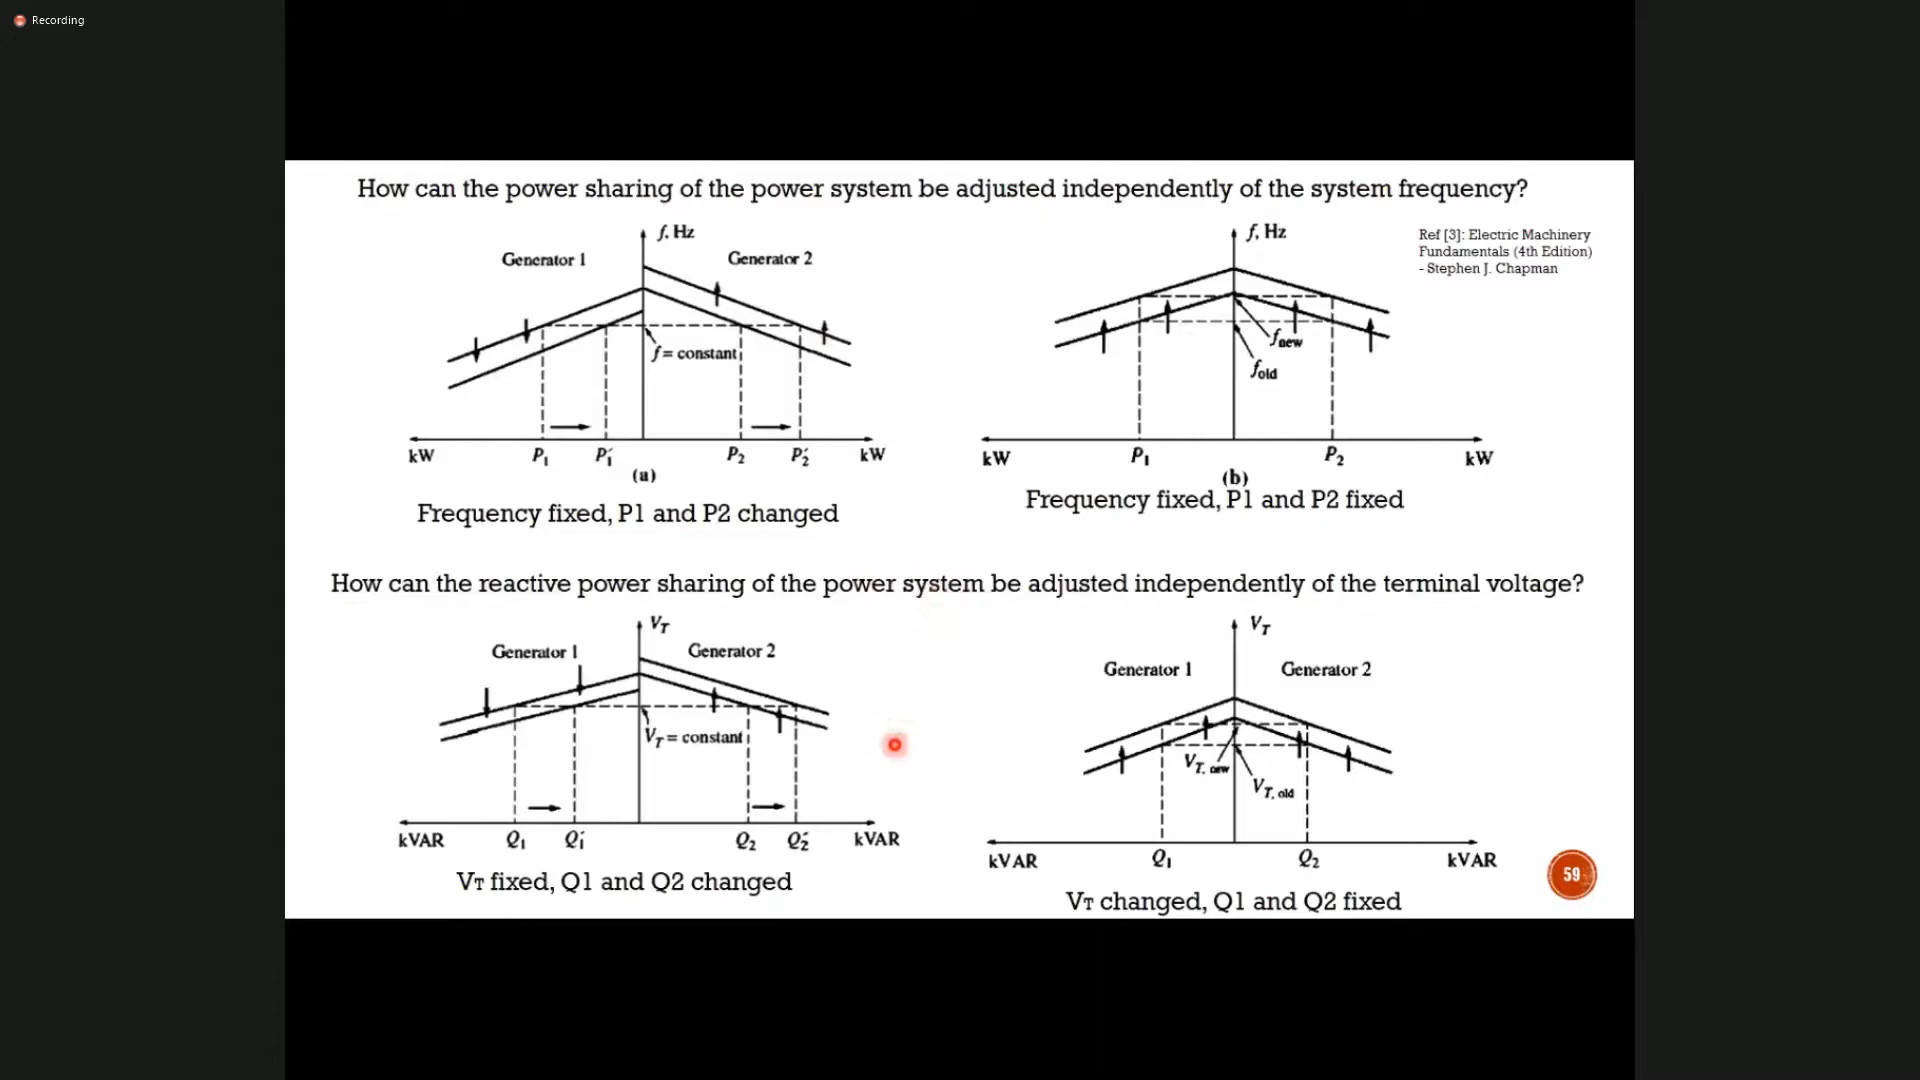 Recording
How can the power sharing of the power system be adjusted independently of the system frequency?
f, Hz
Generator 1
Generator 2
f = constant
kW
P1
P1′
P2
P2′
kW
(a)
Frequency fixed, P1 and P2 changed
f, Hz
Ref [3]: Electric Machinery
Fundamentals (4th Edition)
- Stephen J. Chapman
fnew
fold
kW
P1
P2
kW
(b)
Frequency fixed, P1 and P2 fixed
How can the reactive power sharing of the power system be adjusted independently of the terminal voltage?
VT
Generator 1
Generator 2
VT = constant
kVAR
Q1
Q1′
Q2
Q2′
kVAR
VT fixed, Q1 and Q2 changed
VT
Generator 1
Generator 2
VT, new
VT, old
kVAR
Q1
Q2
kVAR
59
VT changed, Q1 and Q2 fixed